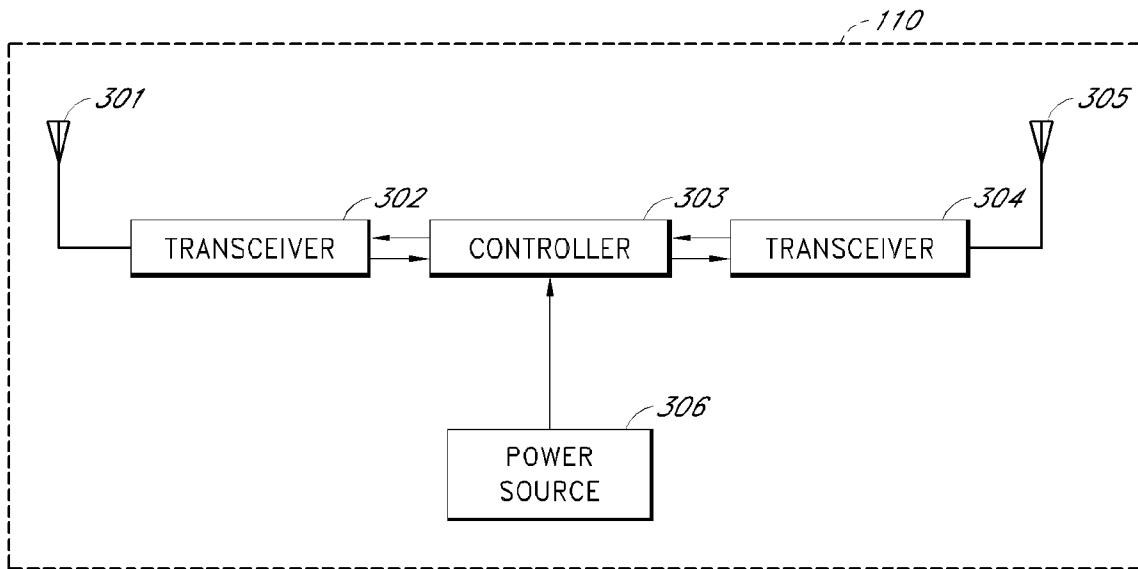 110
301
305
302
303
304
TRANSCEIVER
CONTROLLER
TRANSCEIVER
306
POWER
SOURCE